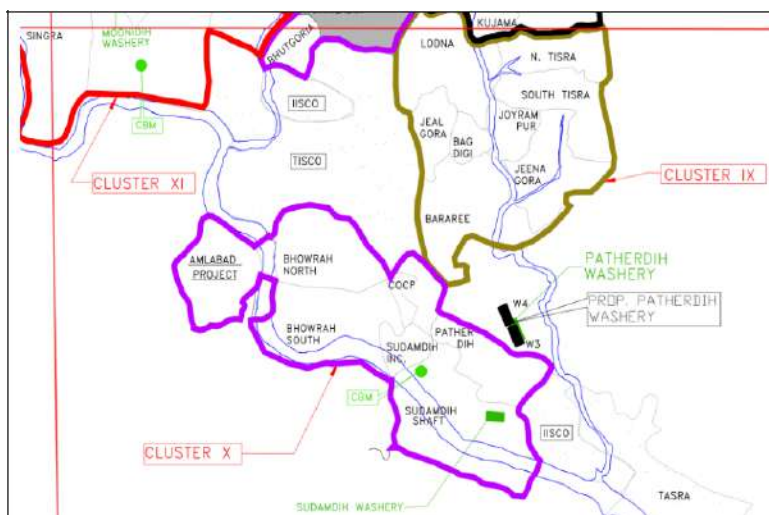 KUJAMA
SINGRA
MOONIDIH
WASHERY
BHUTGORIA
LODNA
N. TISRA
IISCO
SOUTH TISRA
CBM
JEAL
GORA
JOYRAM
PUR
BAG
DIGI
TISCO
JEENA
GORA
CLUSTER XI
CLUSTER IX
BARAREE
AMLABAD
PROJECT
BHOWRAH
NORTH
PATHERDIH
WASHERY
COCP
W4
PROP. PATHERDIH
WASHERY
BHOWRAH
SOUTH
PATHER
DIH
W3
SUDAMDIH
INC.
CBM
SUDAMDIH
SHAFT
IISCO
CLUSTER X
SUDAMDIH WASHERY
TASRA